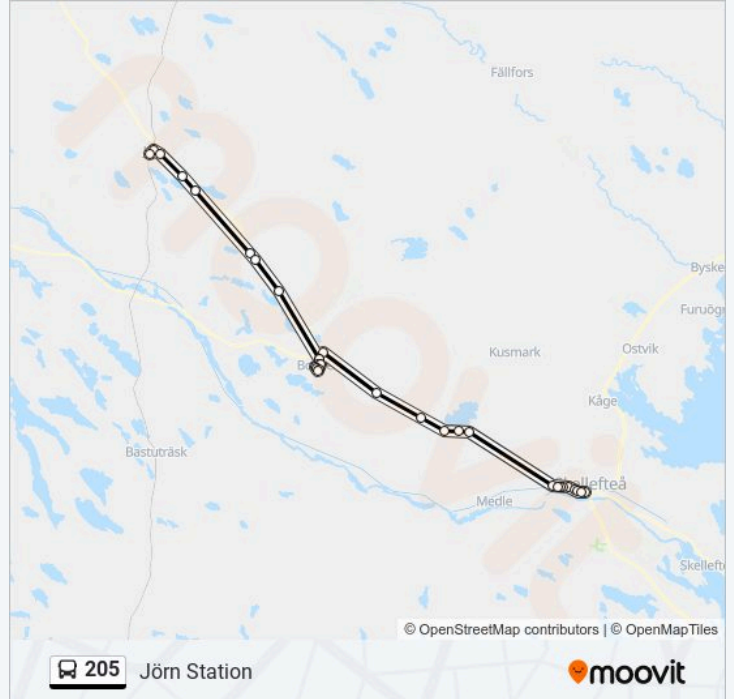 Fällfors
Byske
Furuögr
Kusmark
Ostvik
Bo
Kåge
Bastuträsk
Skellefteå
Medle
Skelleft
© OpenStreetMap contributors | © OpenMapTiles
205 Jörn Station
moovit